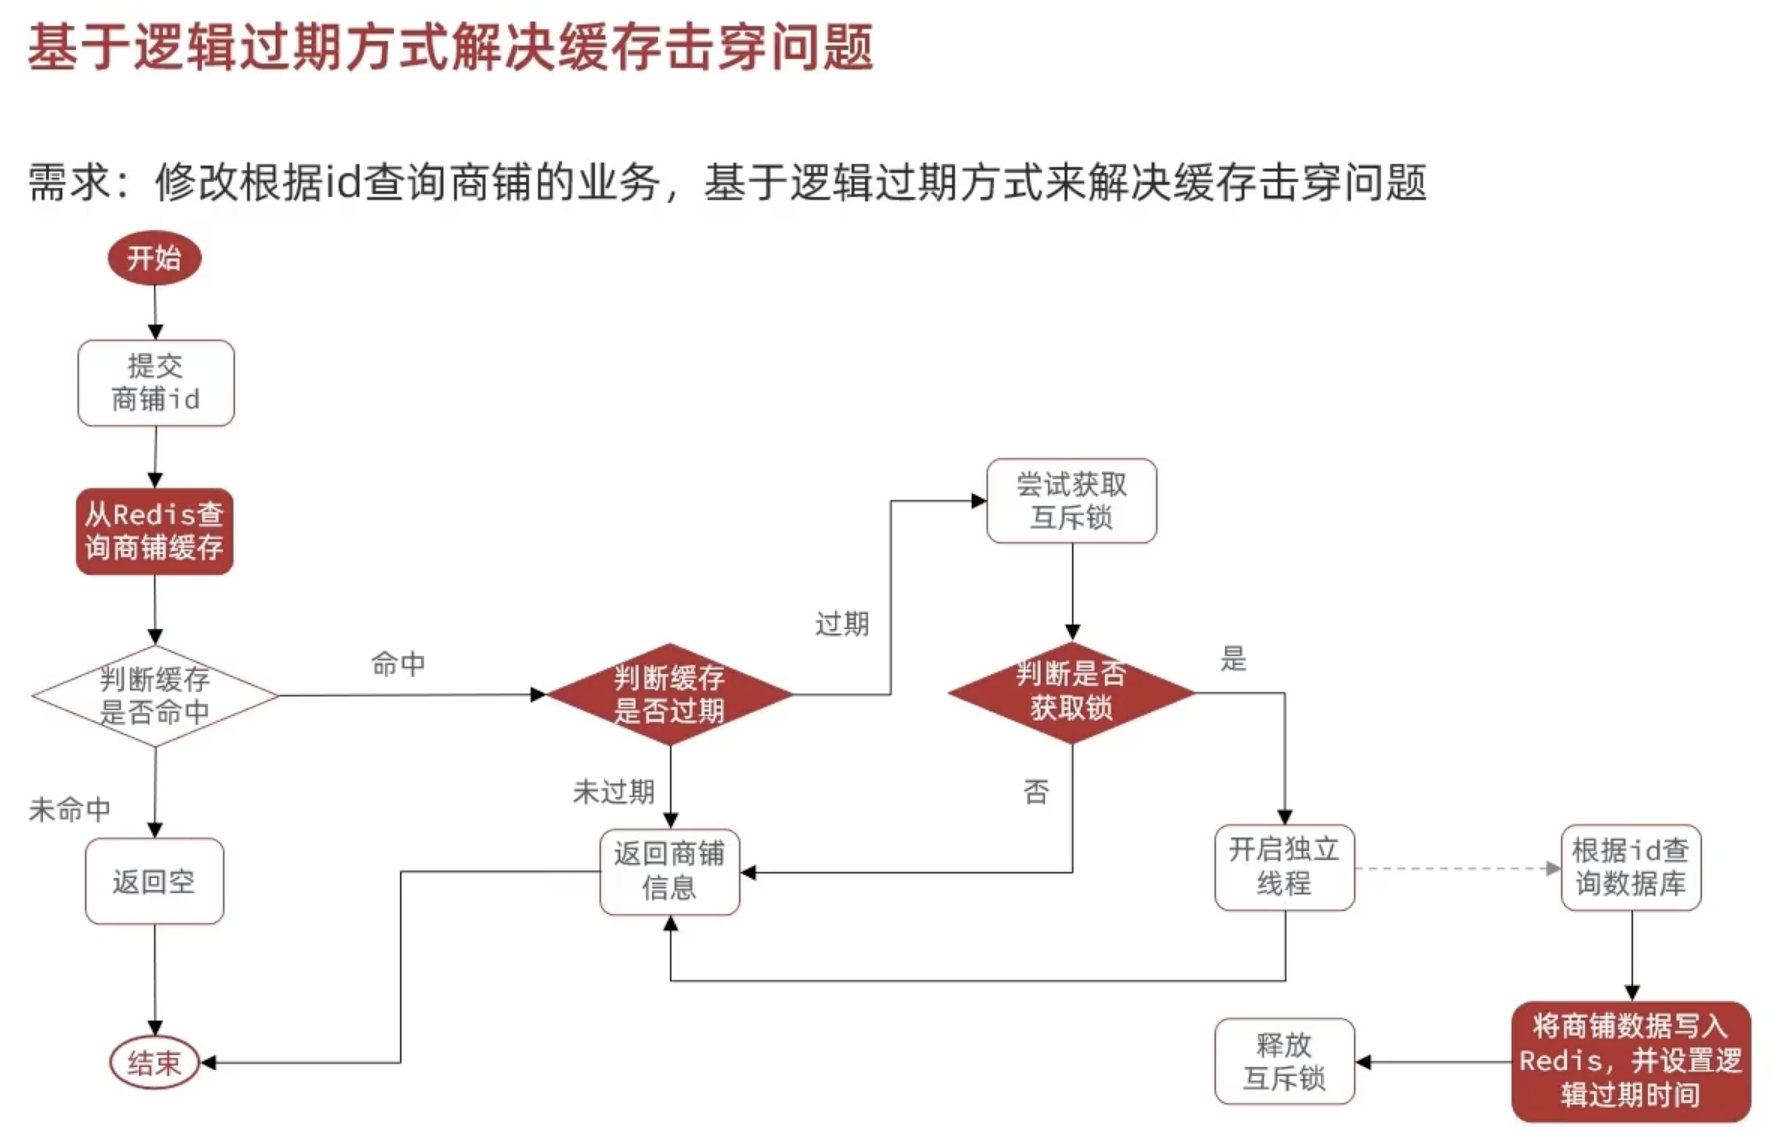 基于逻辑过期方式解决缓存击穿问题
需求：修改根据id查询商铺的业务，基于逻辑过期方式来解决缓存击穿问题
开始
提交
商铺id
从Redis查
询商铺缓存
判断缓存
是否命中
命中
未命中
返回空
结束
判断缓存
是否过期
过期
未过期
返回商铺
信息
尝试获取
互斥锁
判断是否
获取锁
是
否
开启独立
线程
根据id查
询数据库
将商铺数据写入
Redis，并设置逻
辑过期时间
释放
互斥锁